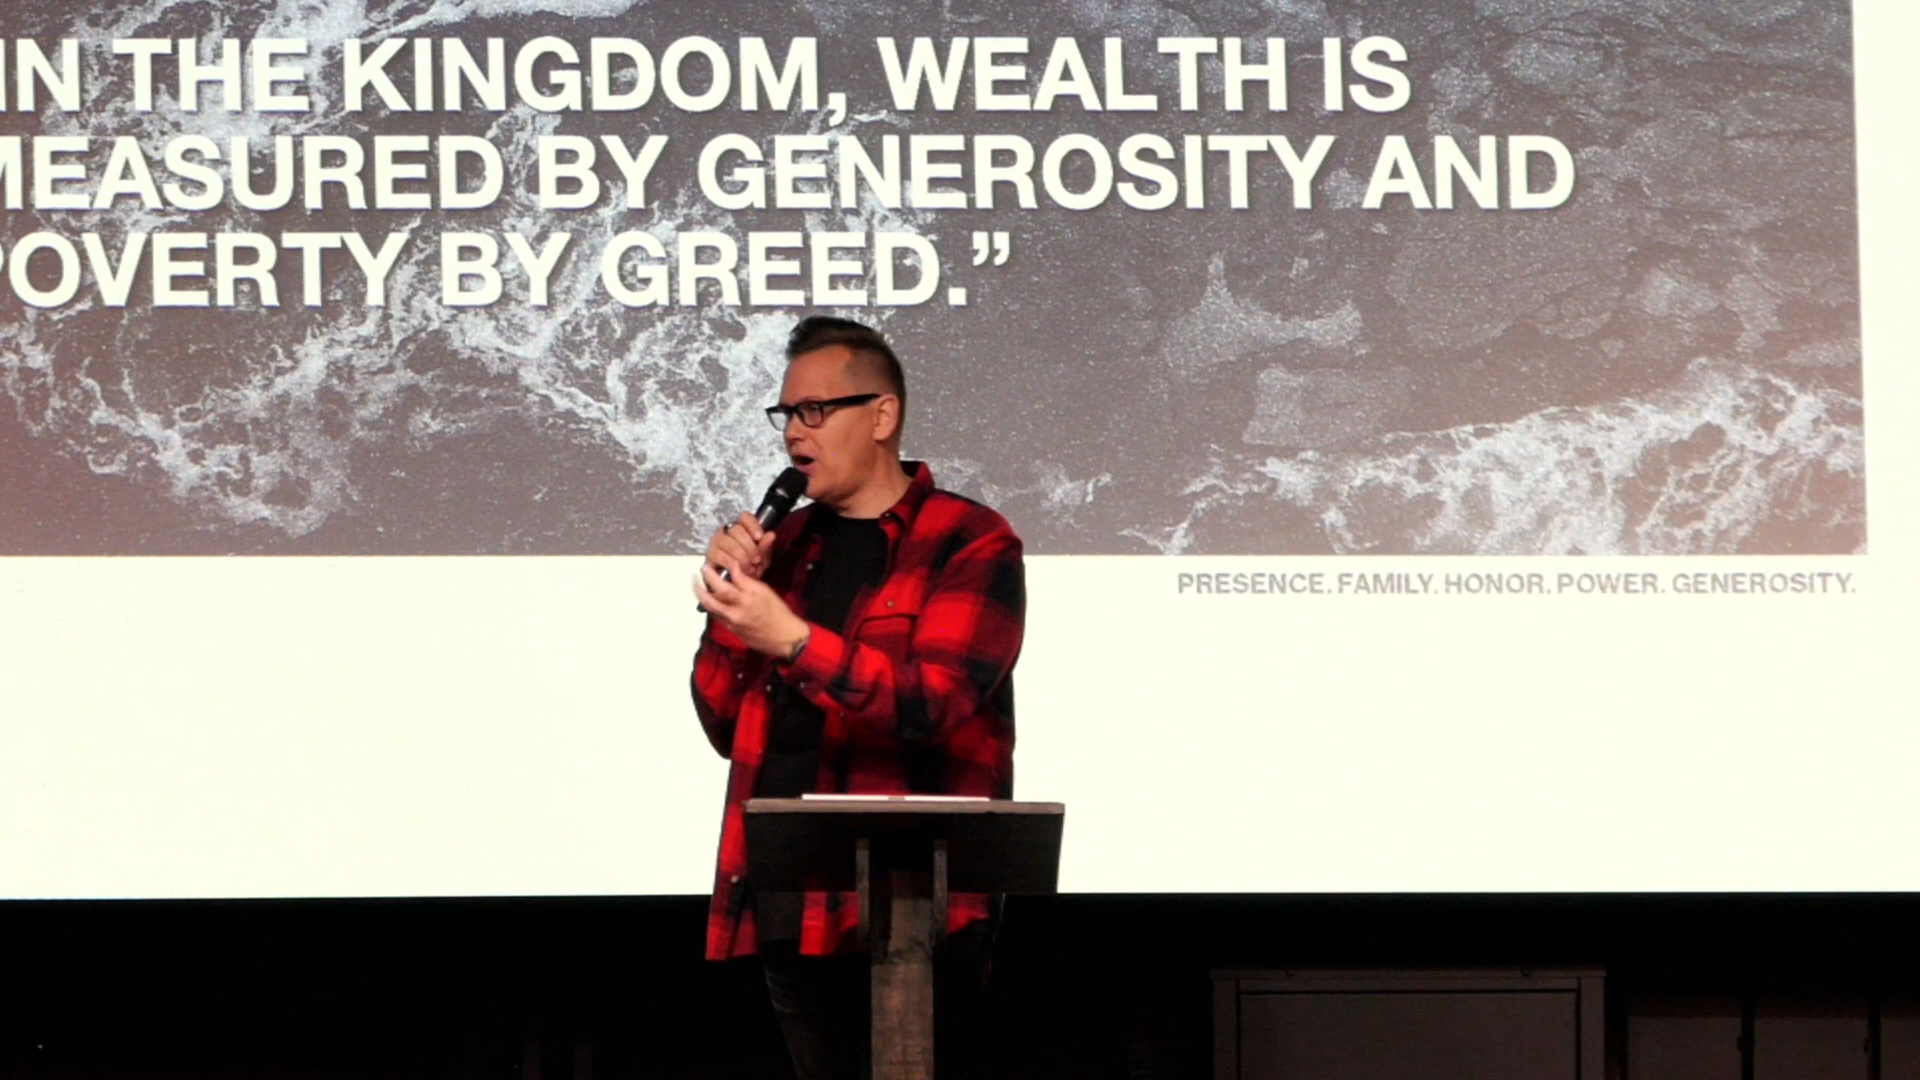 IN THE KINGDOM, WEALTH IS
MEASURED BY GENEROSITY AND
POVERTY BY GREED.”
PRESENCE. FAMILY. HONOR. POWER. GENEROSITY.